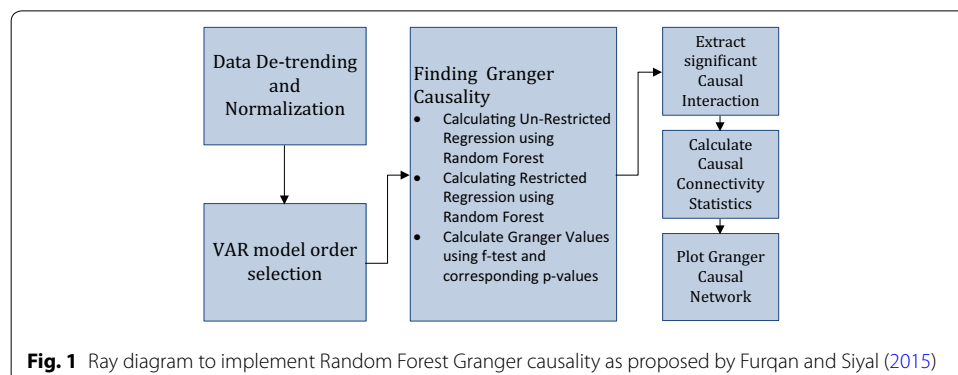 Data De-trending
and
Normalization
VAR model order
selection
Finding Granger
Causality
• Calculating Un-Restricted
Regression using
Random Forest
• Calculating Restricted
Regression using
Random Forest
• Calculate Granger Values
using f-test and
corresponding p-values
Extract
significant
Causal
Interaction
Calculate
Causal
Connectivity
Statistics
Plot Granger
Causal
Network
Fig. 1 Ray diagram to implement Random Forest Granger causality as proposed by Furqan and Siyal (2015)